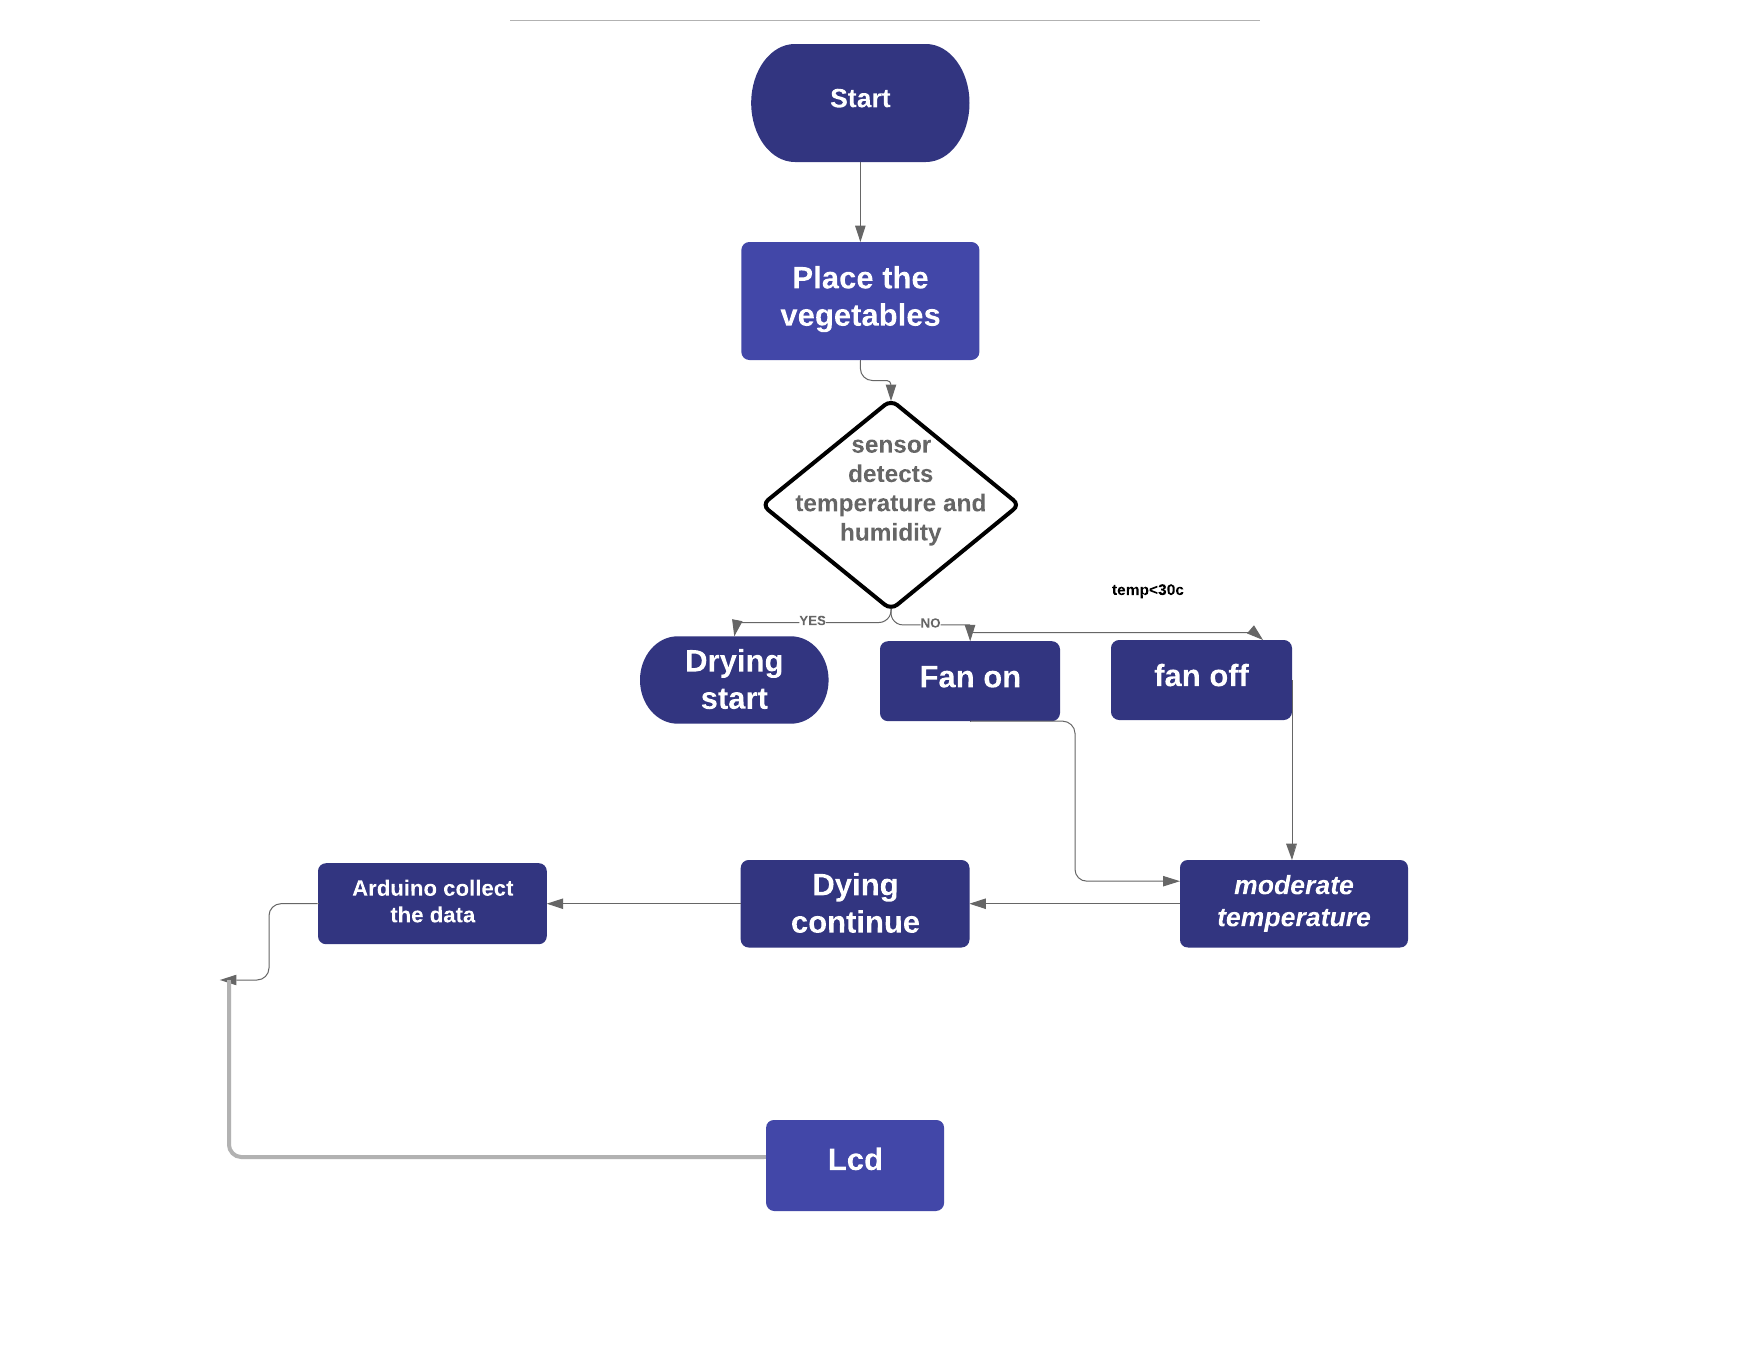 Start
Place the
vegetables
sensor
detects
temperature and
humidity
temp<30c
YES
NO
Drying
start
Fan on
fan off
Arduino collect
the data
Dying
continue
moderate
temperature
Lcd